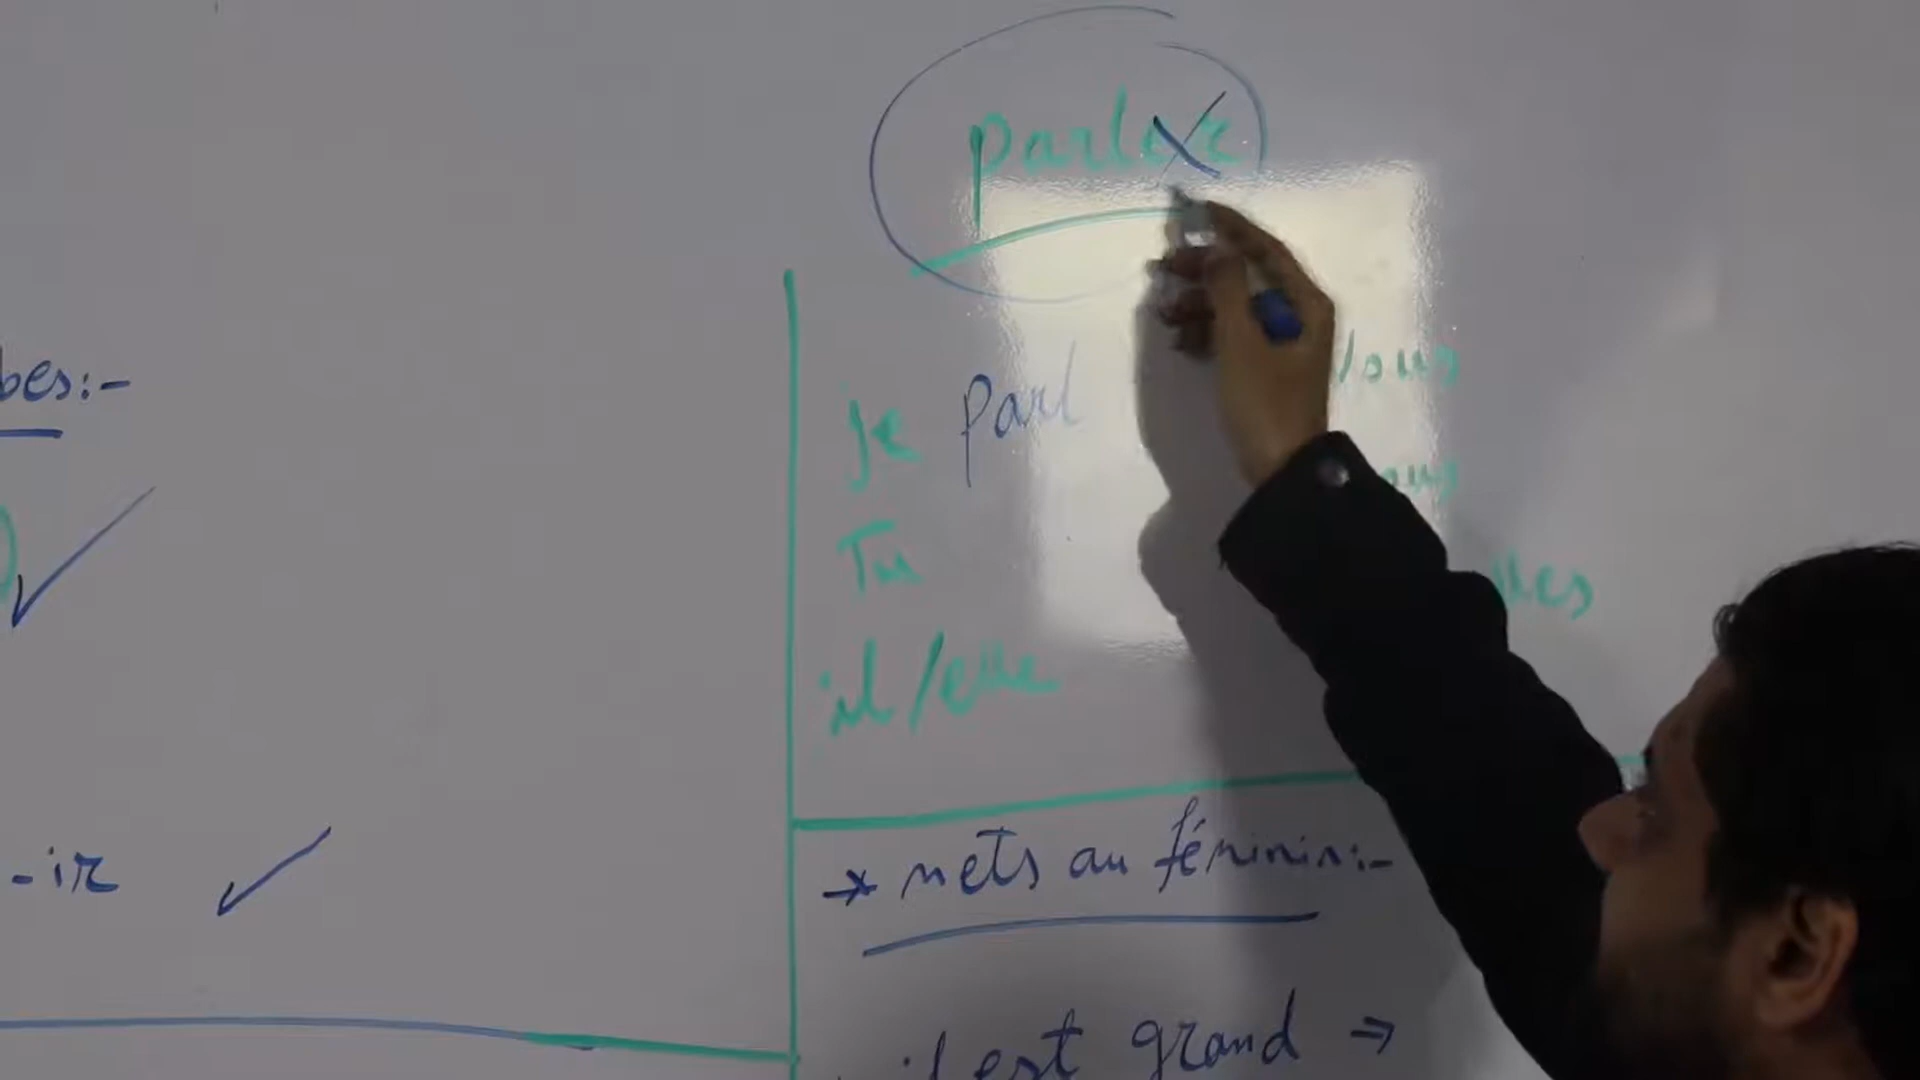 parler
bes:-
je parl
Tu
il/elle
-ir
→ mets au féminin:-
il est grand →